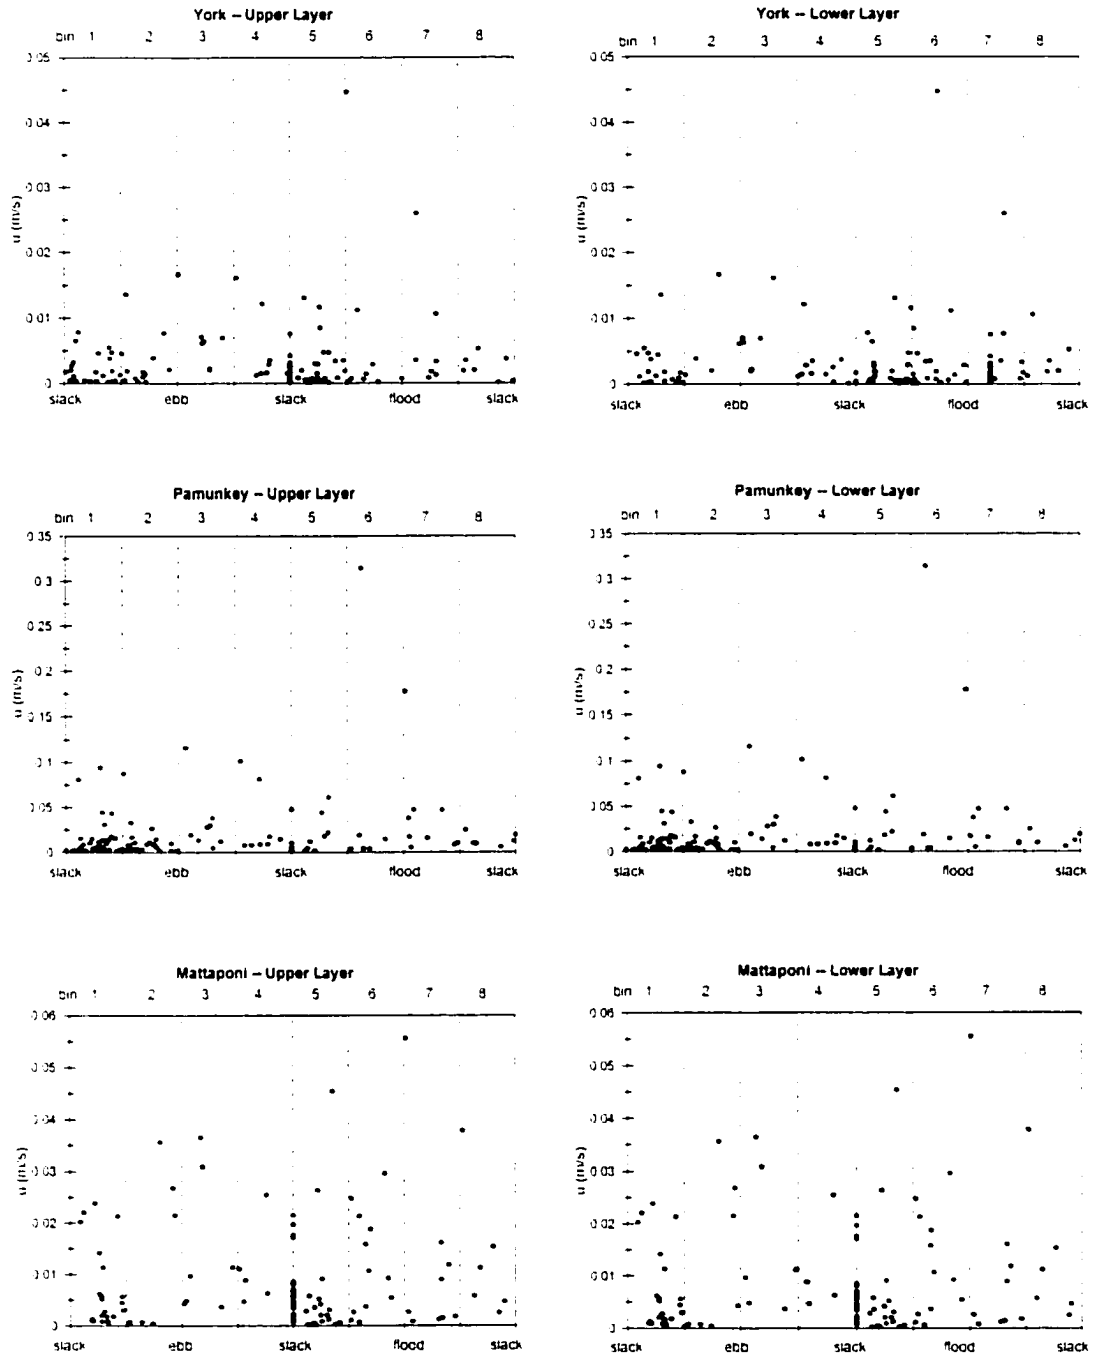 York – Upper Layer
bin 1 2 3 4 5 6 7 8
0.05
0.04
0.03
0.02
0.01
0
u (m/s)
slack ebb slack flood slack
York – Lower Layer
bin 1 2 3 4 5 6 7 8
0.05
0.04
0.03
0.02
0.01
0
u (m/s)
slack ebb slack flood slack
Pamunkey – Upper Layer
bin 1 2 3 4 5 6 7 8
0.35
0.3
0.25
0.2
0.15
0.1
0.05
0
u (m/s)
slack ebb slack flood slack
Pamunkey – Lower Layer
bin 1 2 3 4 5 6 7 8
0.35
0.3
0.25
0.2
0.15
0.1
0.05
0
u (m/s)
slack ebb slack flood slack
Mattaponi – Upper Layer
bin 1 2 3 4 5 6 7 8
0.06
0.05
0.04
0.03
0.02
0.01
0
u (m/s)
slack ebb slack flood slack
Mattaponi – Lower Layer
bin 1 2 3 4 5 6 7 8
0.06
0.05
0.04
0.03
0.02
0.01
0
u (m/s)
slack ebb slack flood slack